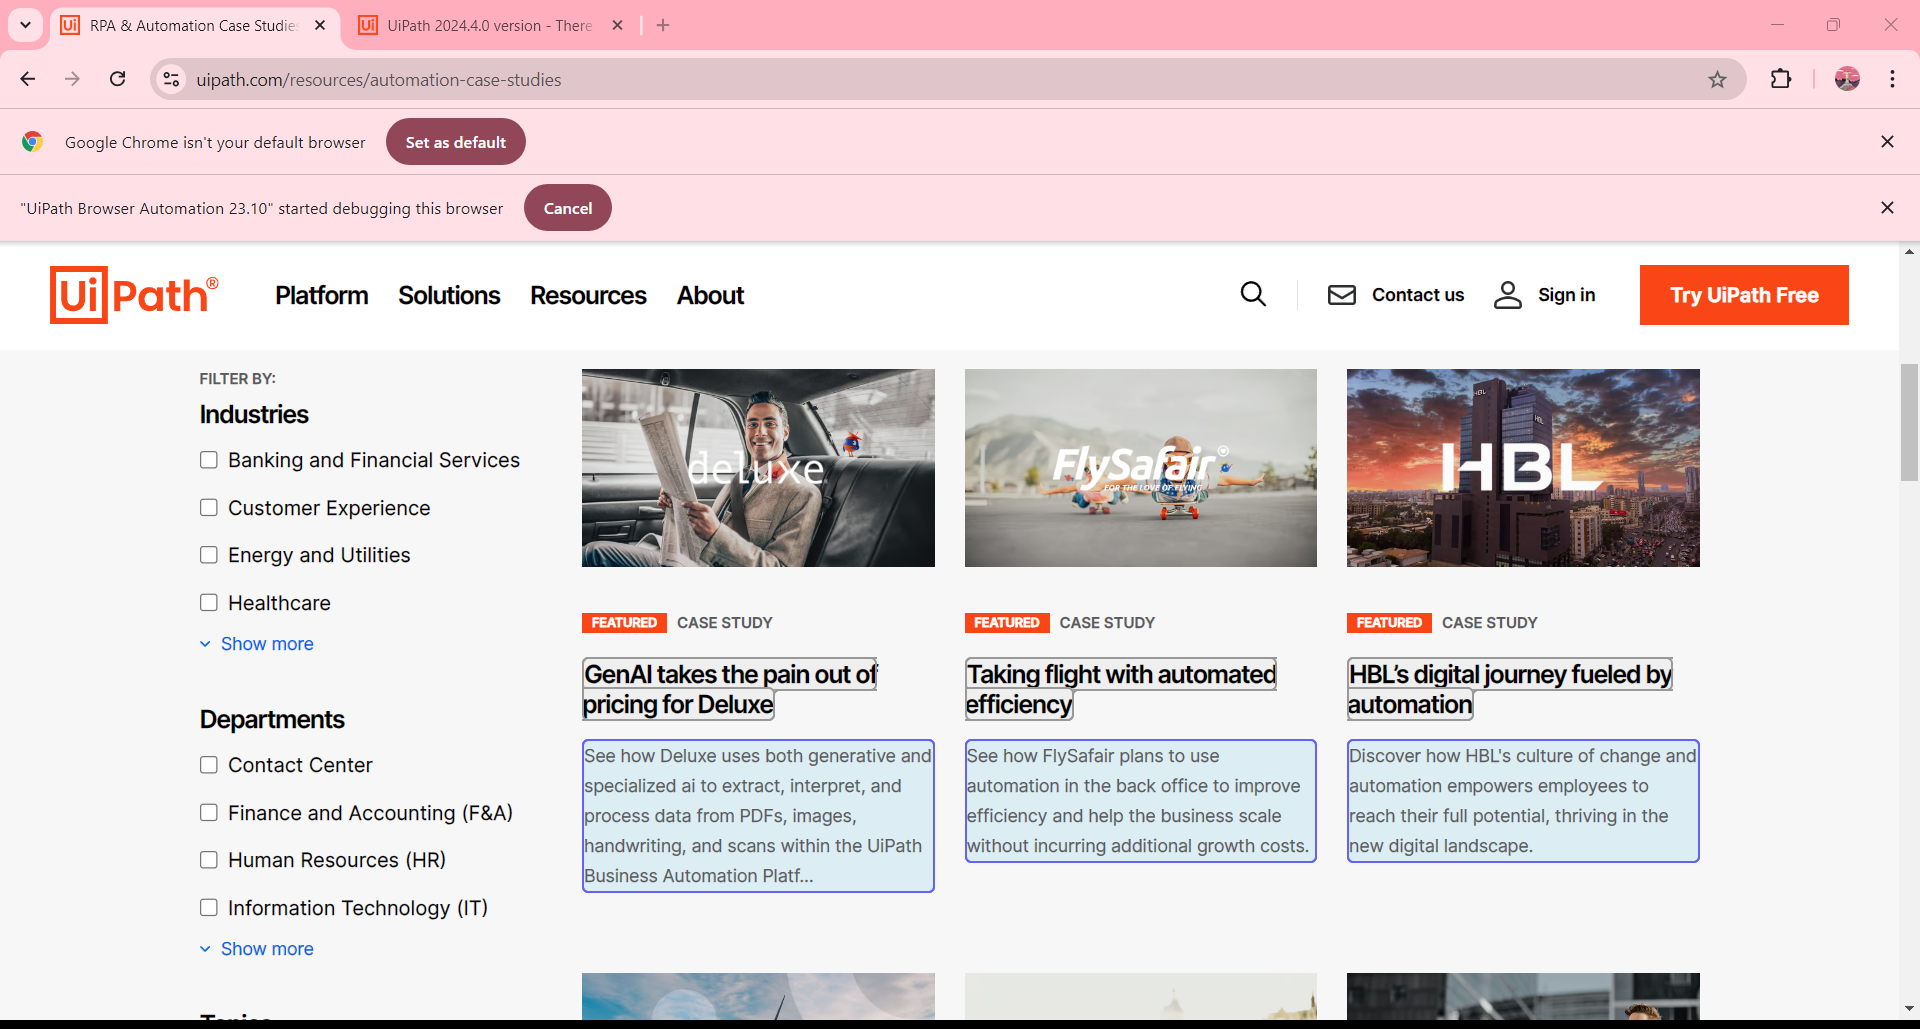 RPA & Automation Case Studies
UiPath 2024.4.0 version - There
uipath.com/resources/automation-case-studies
Google Chrome isn't your default browser
Set as default
"UiPath Browser Automation 23.10" started debugging this browser
Cancel
UiPath®
Platform
Solutions
Resources
About
Contact us
Sign in
Try UiPath Free
FILTER BY:
Industries
Banking and Financial Services
Customer Experience
Energy and Utilities
Healthcare
Show more
Departments
Contact Center
Finance and Accounting (F&A)
Human Resources (HR)
Information Technology (IT)
Show more
Topics
deluxe
FEATURED CASE STUDY
GenAI takes the pain out of
pricing for Deluxe
See how Deluxe uses both generative and
specialized ai to extract, interpret, and
process data from PDFs, images,
handwriting, and scans within the UiPath
Business Automation Platf...
FlySafair
FOR THE LOVE OF FLYING
FEATURED CASE STUDY
Taking flight with automated
efficiency
See how FlySafair plans to use
automation in the back office to improve
efficiency and help the business scale
without incurring additional growth costs.
HBL
HBL
HBL
FEATURED CASE STUDY
HBL’s digital journey fueled by
automation
Discover how HBL's culture of change and
automation empowers employees to
reach their full potential, thriving in the
new digital landscape.